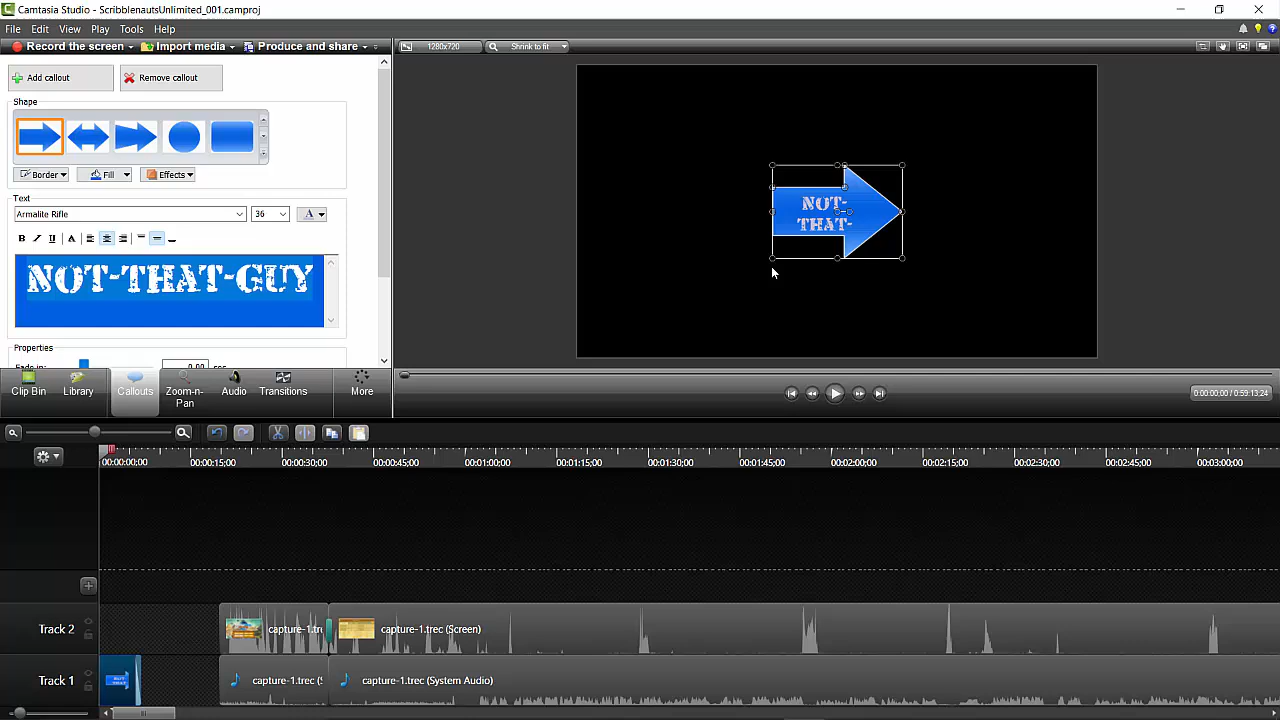 Camtasia Studio - ScribblenautsUnlimited_001.camproj
File Edit View Play Tools Help
Record the screen Import media Produce and share
1280x720 Shrink to fit
Add callout Remove callout
Shape
Border Fill Effects
Text
Armalite Rifle 36 A
B I U A
NOT-THAT-GUY
NOT-
THAT-
Properties
Fade in: 0.00 sec
Clip Bin Library Callouts Zoom-n-Pan Audio Transitions More
0:00:00;00 / 0:59:13;24
00:00:00;00 00:00:15;00 00:00:30;00 00:00:45;00 00:01:00;00 00:01:15;00 00:01:30;00 00:01:45;00 00:02:00;00 00:02:15;00 00:02:30;00 00:02:45;00 00:03:00;00
Track 2 capture-1.tre capture-1.trec (Screen)
Track 1 NOT THAT capture-1.trec (S capture-1.trec (System Audio)